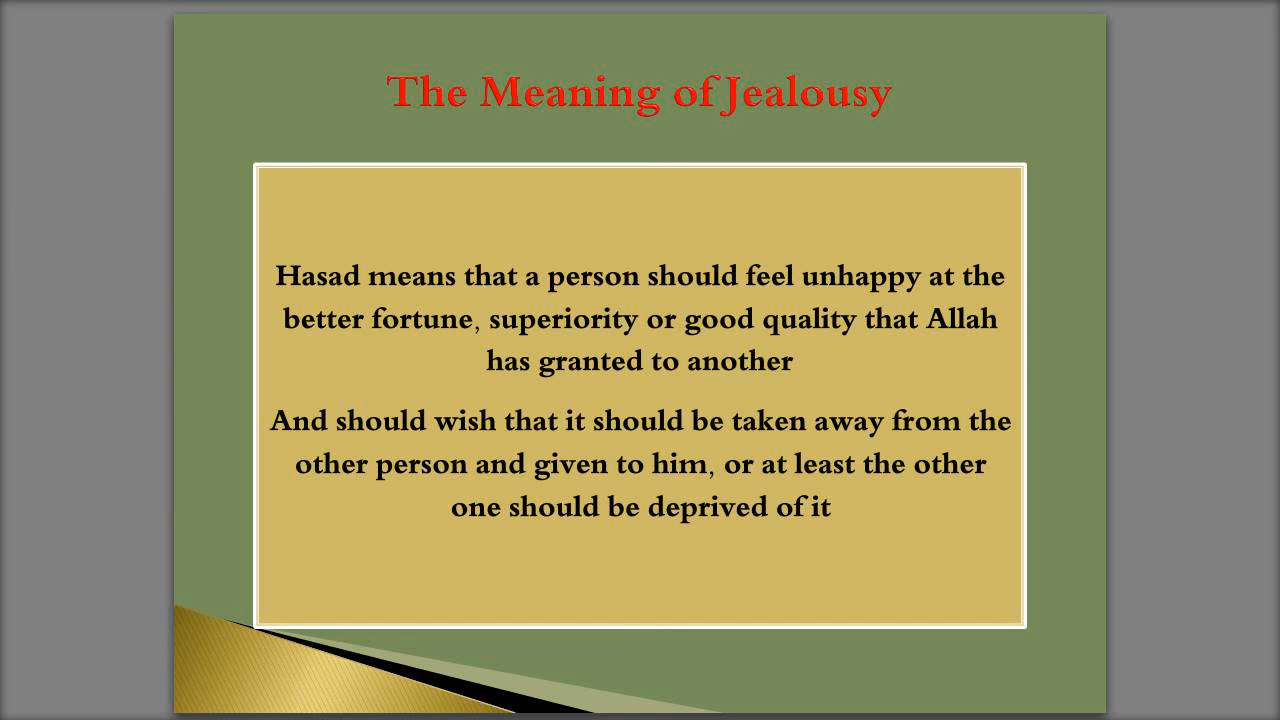 The Meaning of Jealousy
Hasad means that a person should feel unhappy at the
better fortune, superiority or good quality that Allah
has granted to another
And should wish that it should be taken away from the
other person and given to him, or at least the other
one should be deprived of it